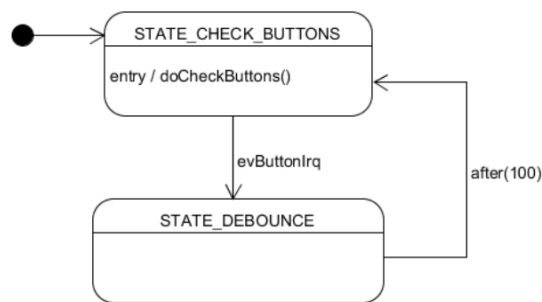 STATE_CHECK_BUTTONS
entry / doCheckButtons()
evButtonIrq
after(100)
STATE_DEBOUNCE